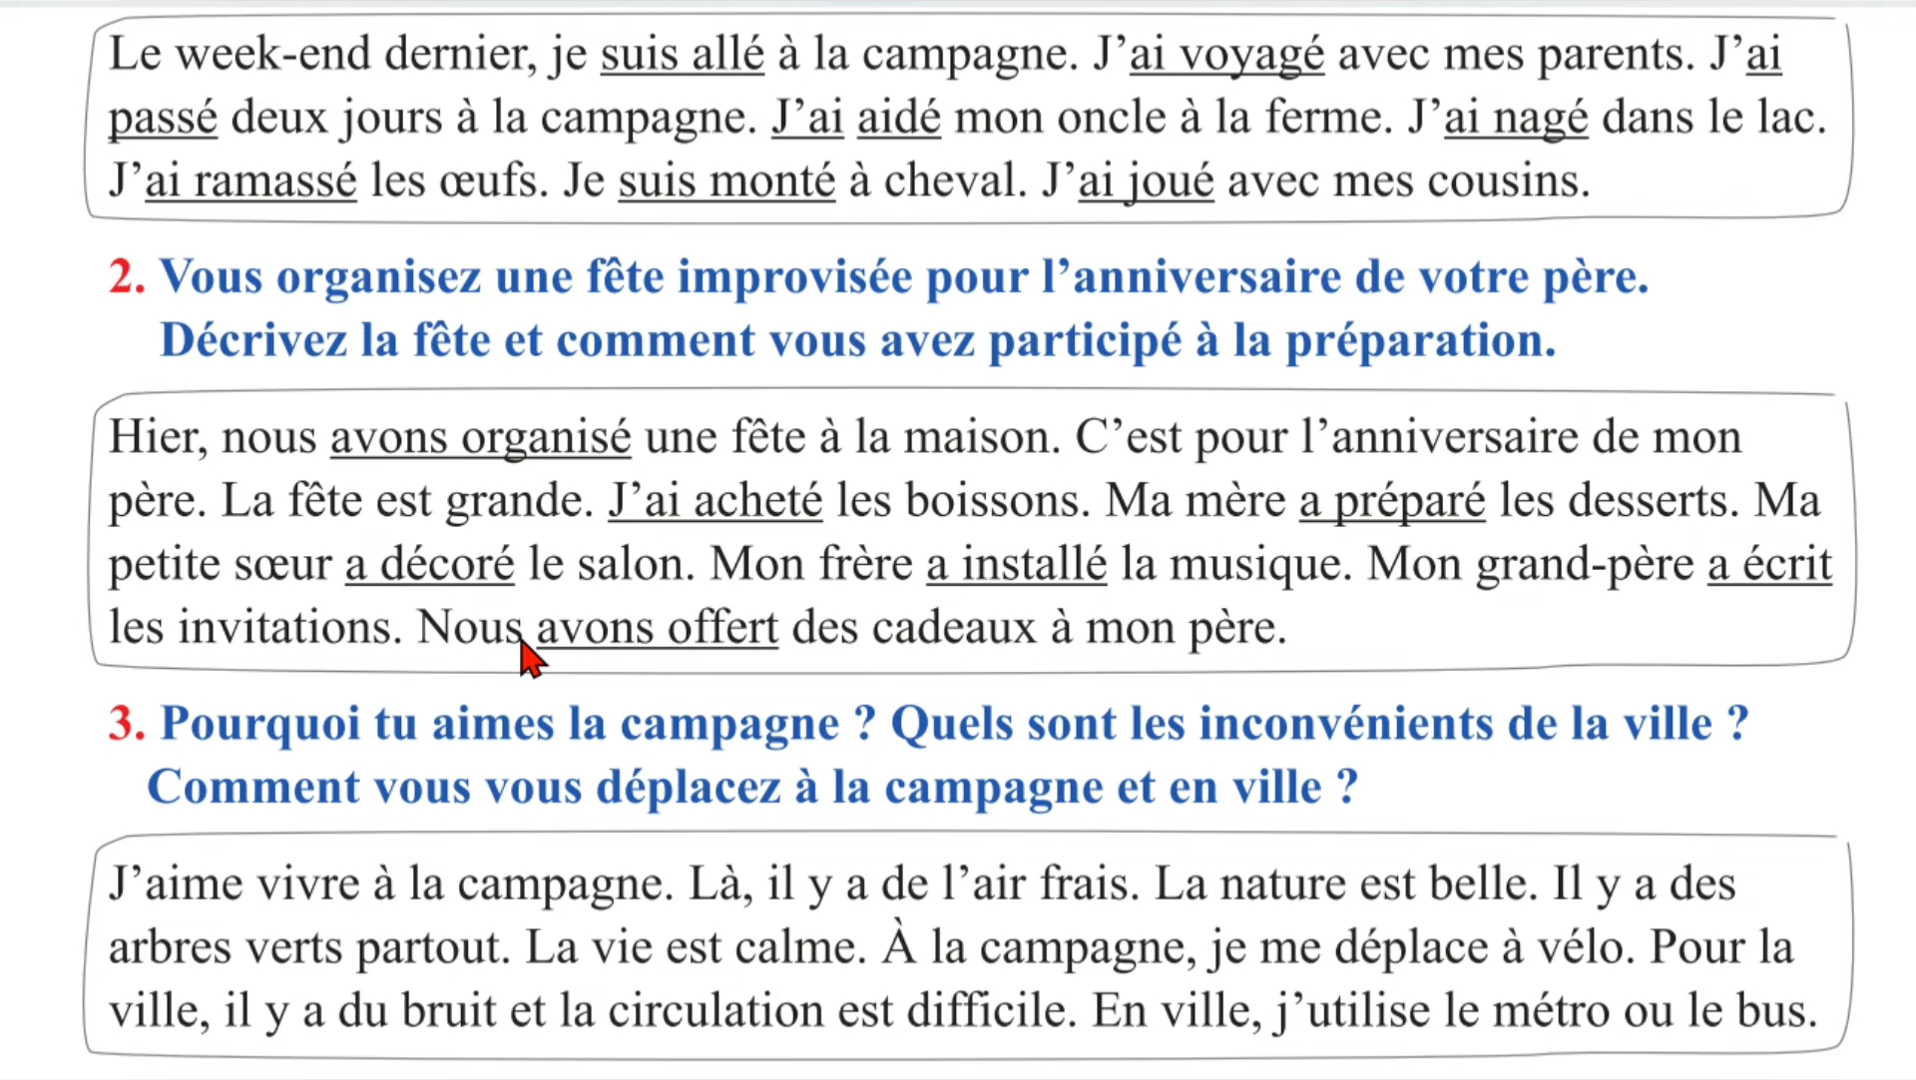 Le week-end dernier, je suis allé à la campagne. J’ai voyagé avec mes parents. J’ai
passé deux jours à la campagne. J’ai aidé mon oncle à la ferme. J’ai nagé dans le lac.
J’ai ramassé les œufs. Je suis monté à cheval. J’ai joué avec mes cousins.
2. Vous organisez une fête improvisée pour l’anniversaire de votre père.
Décrivez la fête et comment vous avez participé à la préparation.
Hier, nous avons organisé une fête à la maison. C’est pour l’anniversaire de mon
père. La fête est grande. J’ai acheté les boissons. Ma mère a préparé les desserts. Ma
petite sœur a décoré le salon. Mon frère a installé la musique. Mon grand-père a écrit
les invitations. Nous avons offert des cadeaux à mon père.
3. Pourquoi tu aimes la campagne ? Quels sont les inconvénients de la ville ?
Comment vous vous déplacez à la campagne et en ville ?
J’aime vivre à la campagne. Là, il y a de l’air frais. La nature est belle. Il y a des
arbres verts partout. La vie est calme. À la campagne, je me déplace à vélo. Pour la
ville, il y a du bruit et la circulation est difficile. En ville, j’utilise le métro ou le bus.